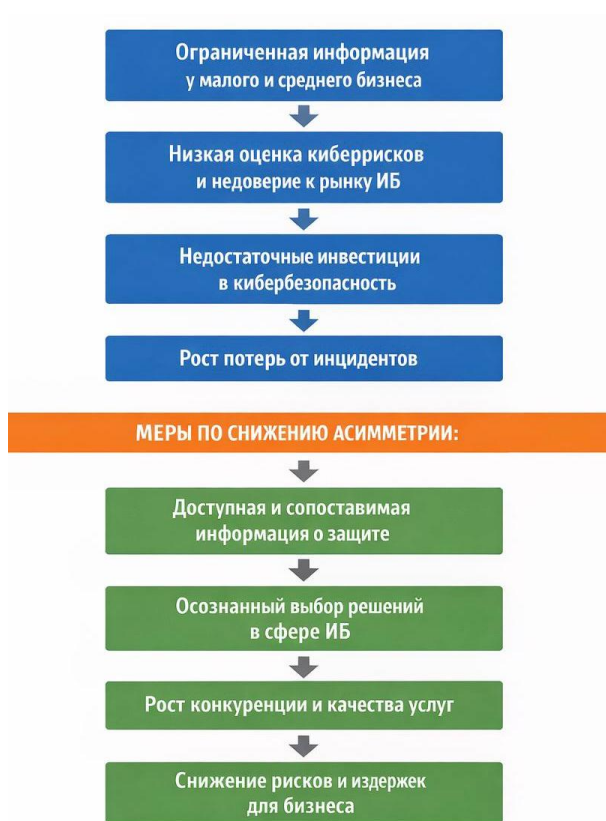 Ограниченная информация
у малого и среднего бизнеса
Низкая оценка киберрисков
и недоверие к рынку ИБ
Недостаточные инвестиции
в кибербезопасность
Рост потерь от инцидентов
МЕРЫ ПО СНИЖЕНИЮ АСИММЕТРИИ:
Доступная и сопоставимая
информация о защите
Осознанный выбор решений
в сфере ИБ
Рост конкуренции и качества услуг
Снижение рисков и издержек
для бизнеса